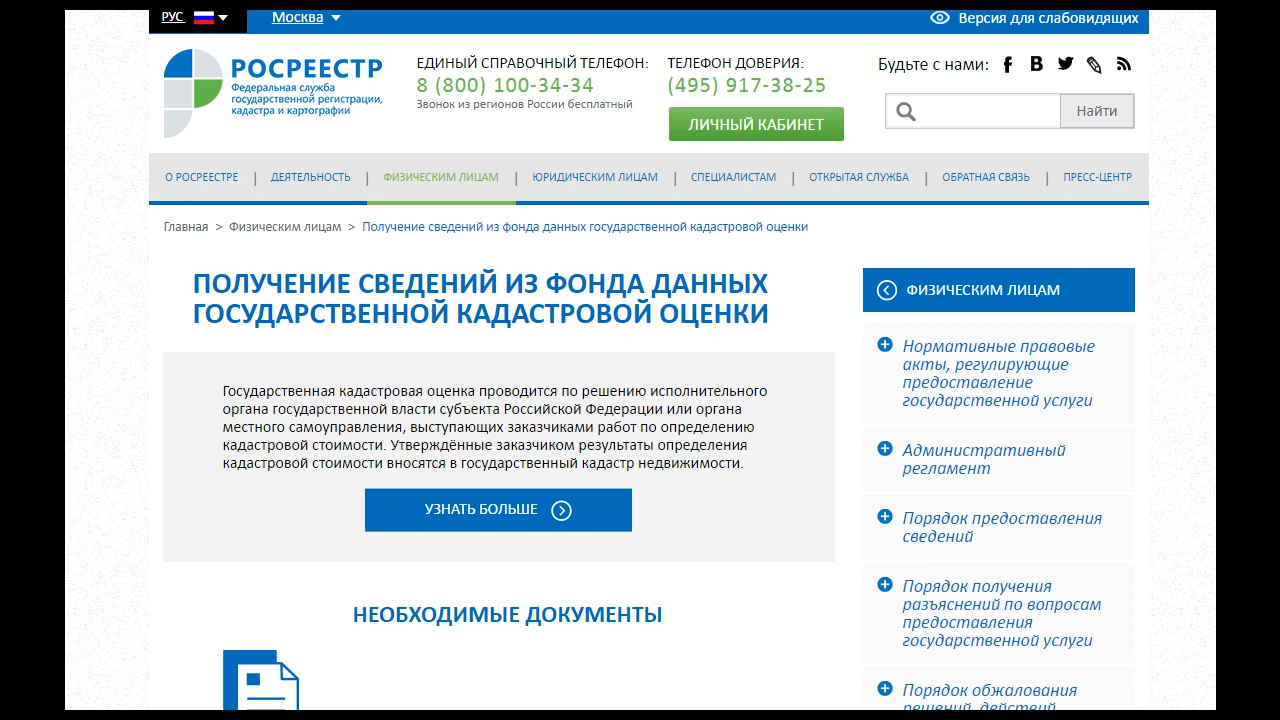 РУС
Москва
Версия для слабовидящих
РОСРЕЕСТР
Федеральная служба
государственной регистрации,
кадастра и картографии
ЕДИНЫЙ СПРАВОЧНЫЙ ТЕЛЕФОН:
8 (800) 100-34-34
Звонок из регионов России бесплатный
ТЕЛЕФОН ДОВЕРИЯ:
(495) 917-38-25
ЛИЧНЫЙ КАБИНЕТ
Будьте с нами:
Найти
О РОСРЕЕСТРЕ | ДЕЯТЕЛЬНОСТЬ | ФИЗИЧЕСКИМ ЛИЦАМ | ЮРИДИЧЕСКИМ ЛИЦАМ | СПЕЦИАЛИСТАМ | ОТКРЫТАЯ СЛУЖБА | ОБРАТНАЯ СВЯЗЬ | ПРЕСС-ЦЕНТР
Главная > Физическим лицам > Получение сведений из фонда данных государственной кадастровой оценки
ПОЛУЧЕНИЕ СВЕДЕНИЙ ИЗ ФОНДА ДАННЫХ
ГОСУДАРСТВЕННОЙ КАДАСТРОВОЙ ОЦЕНКИ
Государственная кадастровая оценка проводится по решению исполнительного
органа государственной власти субъекта Российской Федерации или органа
местного самоуправления, выступающих заказчиками работ по определению
кадастровой стоимости. Утверждённые заказчиком результаты определения
кадастровой стоимости вносятся в государственный кадастр недвижимости.
УЗНАТЬ БОЛЬШЕ
НЕОБХОДИМЫЕ ДОКУМЕНТЫ
ФИЗИЧЕСКИМ ЛИЦАМ
Нормативные правовые
акты, регулирующие
предоставление
государственной услуги
Административный
регламент
Порядок предоставления
сведений
Порядок получения
разъяснений по вопросам
предоставления
государственной услуги
Порядок обжалования
решений, действий